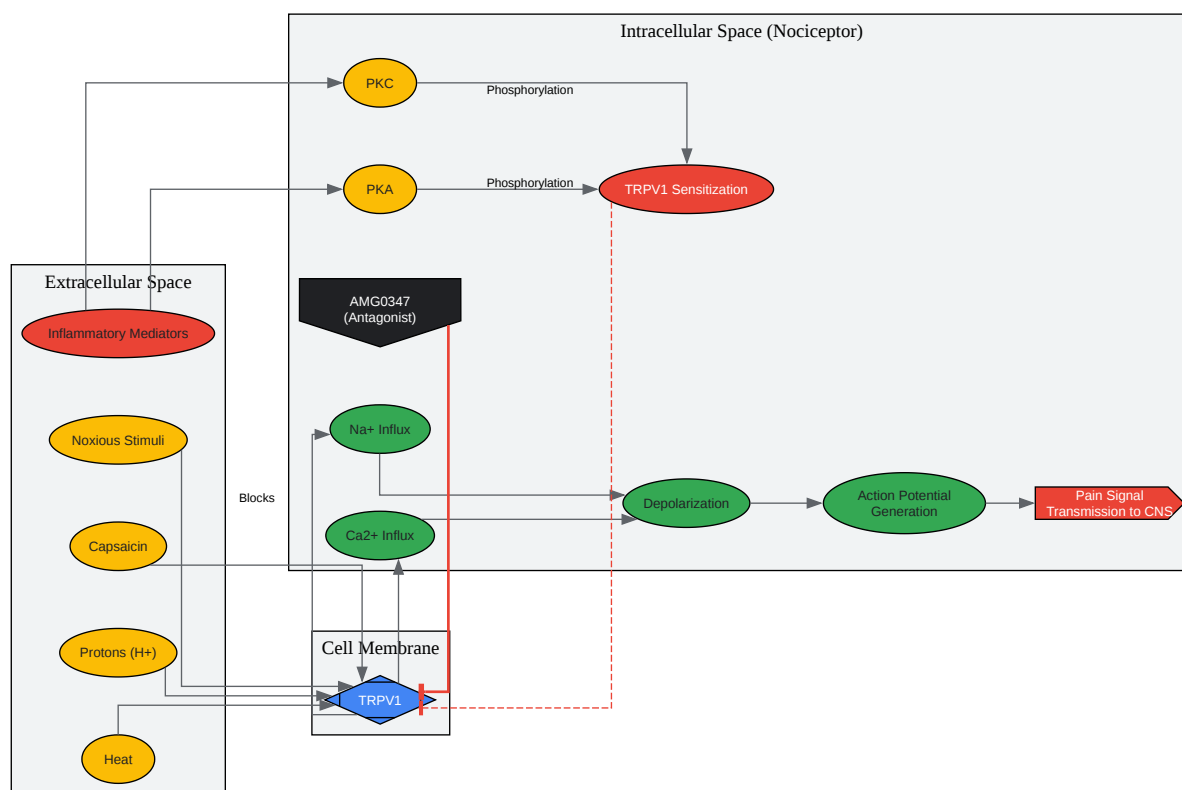 Intracellular Space (Nociceptor)
PKC
Phosphorylation
PKA
Phosphorylation
TRPV1 Sensitization
Extracellular Space
Inflammatory Mediators
AMG0347
(Antagonist)
Noxious Stimuli
Na+ Influx
Blocks
Depolarization
Action Potential
Generation
Pain Signal
Transmission to CNS
Capsaicin
Ca2+ Influx
Protons (H+)
Cell Membrane
TRPV1
Heat